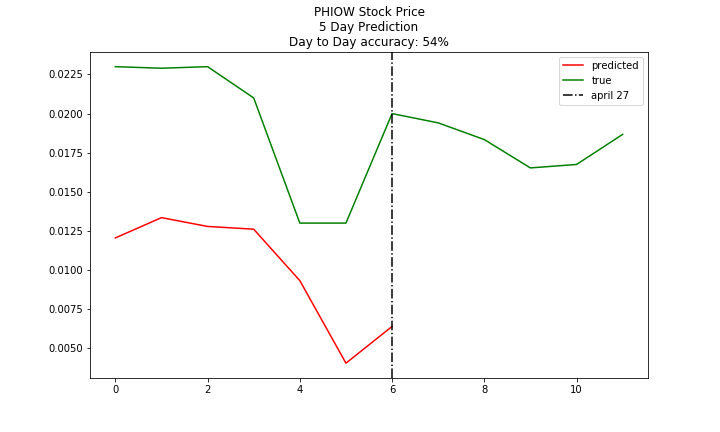 PHIOW Stock Price
5 Day Prediction
Day to Day accuracy: 54%
predicted
true
april 27
0.0225
0.0200
0.0175
0.0150
0.0125
0.0100
0.0075
0.0050
0
2
4
6
8
10